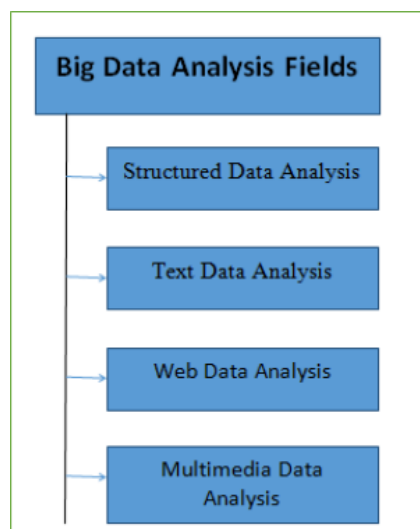 Big Data Analysis Fields
Structured Data Analysis
Text Data Analysis
Web Data Analysis
Multimedia Data
Analysis